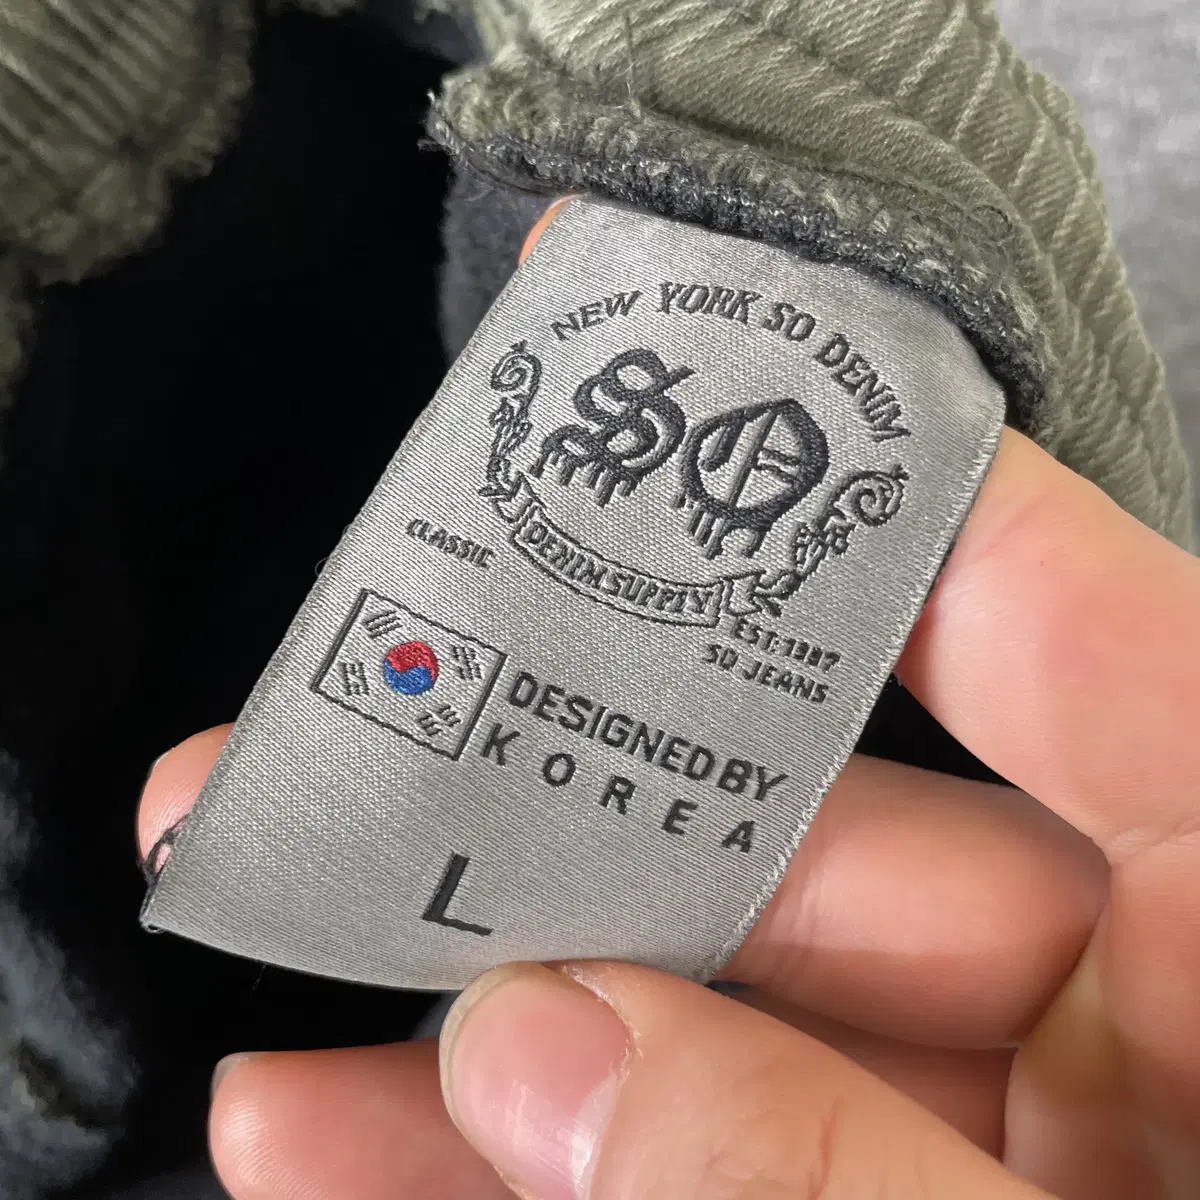 NEW YORK SO DENIM
SO
DENIM SUPPLY
CLASSIC
EST:1987
SO JEANS
DESIGNED BY
KOREA
L